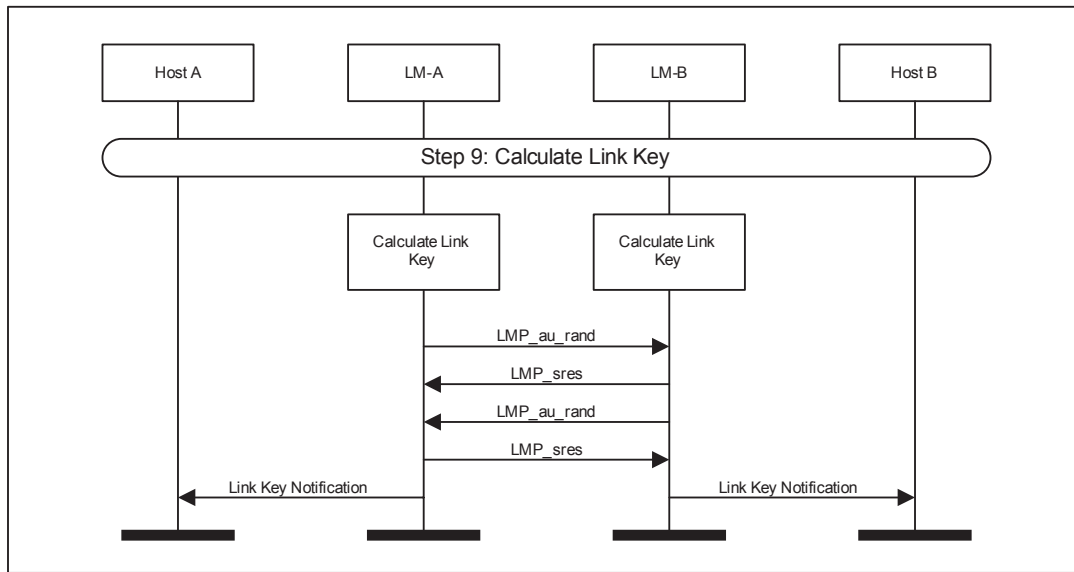 Host A
LM-A
LM-B
Host B
Step 9: Calculate Link Key
Calculate Link
Key
Calculate Link
Key
LMP_au_rand
LMP_sres
LMP_au_rand
LMP_sres
Link Key Notification
Link Key Notification